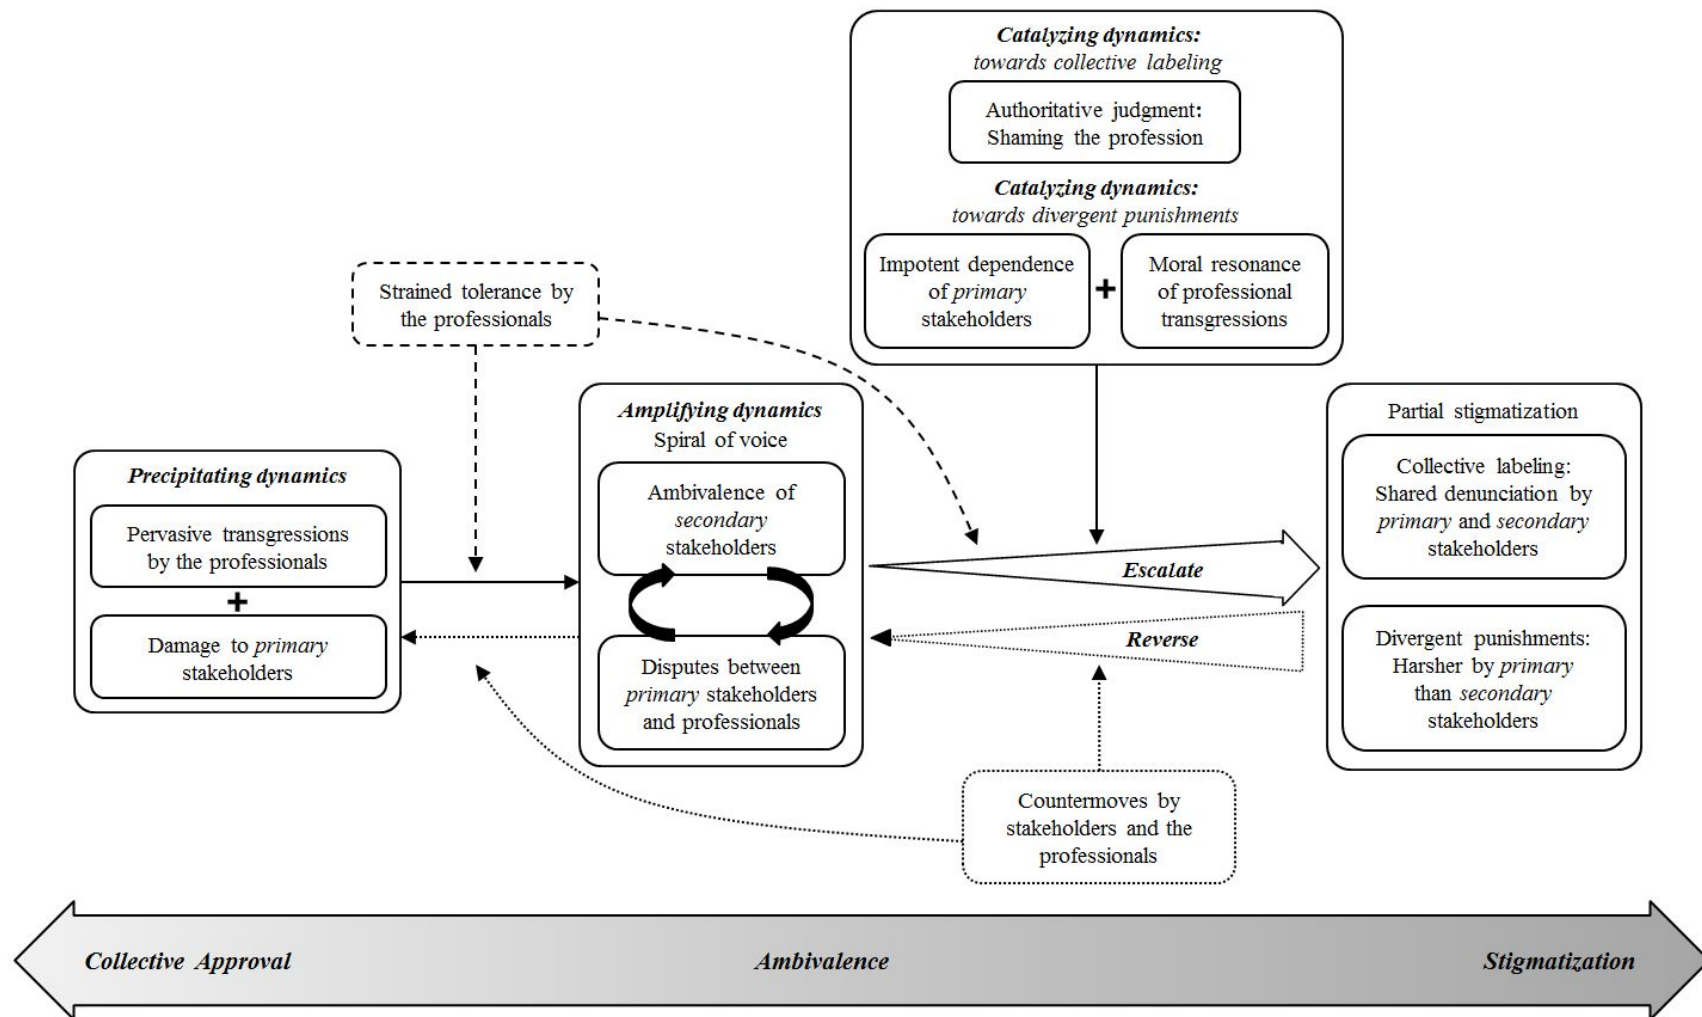 Catalyzing dynamics:
towards collective labeling
Authoritative judgment:
Shaming the profession
Catalyzing dynamics:
towards divergent punishments
Impotent dependence
of primary
stakeholders
+
Moral resonance
of professional
transgressions
Strained tolerance by
the professionals
Precipitating dynamics
Pervasive transgressions
by the professionals
+
Damage to primary
stakeholders
Amplifying dynamics
Spiral of voice
Ambivalence of
secondary
stakeholders
Disputes between
primary stakeholders
and professionals
Escalate
Reverse
Partial stigmatization
Collective labeling:
Shared denunciation by
primary and secondary
stakeholders
Divergent punishments:
Harsher by primary
than secondary
stakeholders
Countermoves by
stakeholders and the
professionals
Collective Approval
Ambivalence
Stigmatization